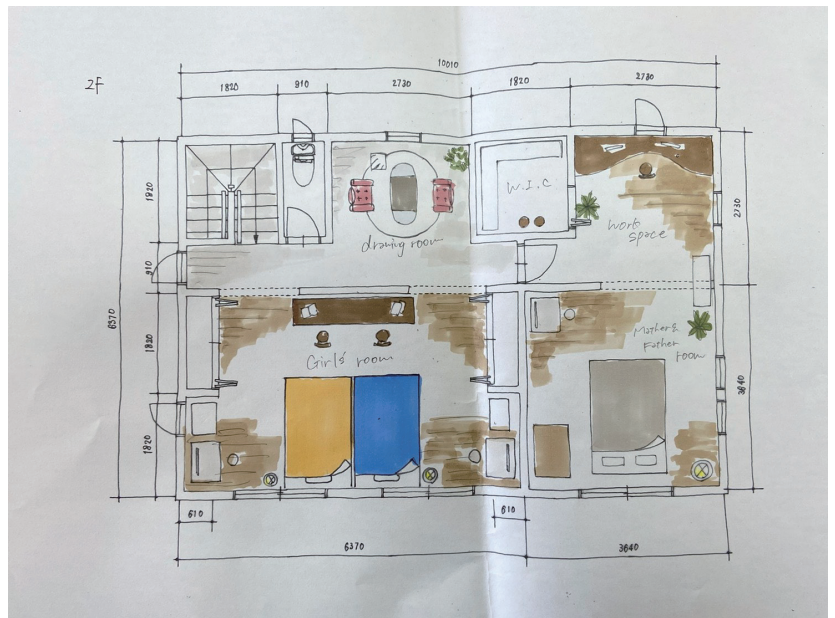 2F
10010
1820
910
2730
1820
2730
1820
910
1820
1820
6370
2730
3640
W.I.C
drawing room
Work
space
Girls' room
Mother &
Father
room
610
610
6370
3640